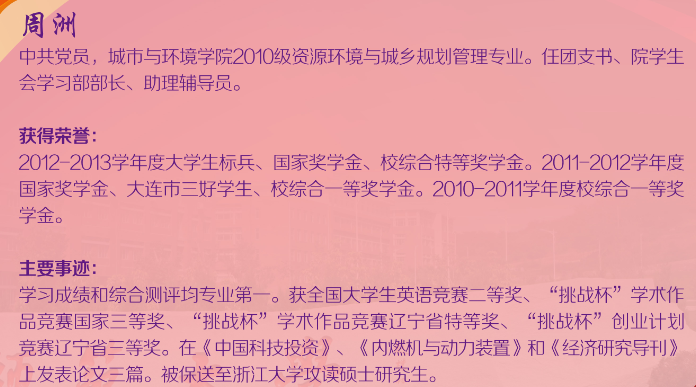 周洲
中共党员，城市与环境学院2010级资源环境与城乡规划管理专业。任团支书、院学生
会学习部部长、助理辅导员。
获得荣誉：
2012-2013学年度大学生标兵、国家奖学金、校综合特等奖学金。2011-2012学年度
国家奖学金、大连市三好学生、校综合一等奖学金。2010-2011学年度校综合一等奖
学金。
主要事迹：
学习成绩和综合测评均专业第一。获全国大学生英语竞赛二等奖、“挑战杯”学术作
品竞赛国家三等奖、“挑战杯”学术作品竞赛辽宁省特等奖、“挑战杯”创业计划
竞赛辽宁省三等奖。在《中国科技投资》、《内燃机与动力装置》和《经济研究导刊》
上发表论文三篇。被保送至浙江大学攻读硕士研究生。